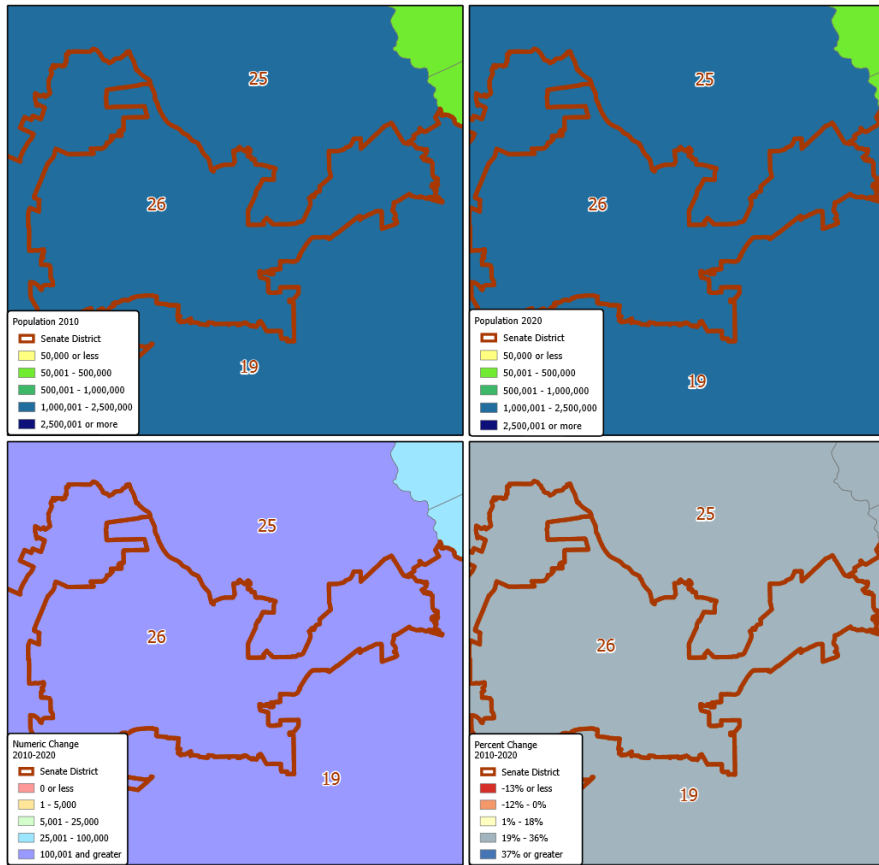 25
26
19
Population 2010
Senate District
50,000 or less
50,001 - 500,000
500,001 - 1,000,000
1,000,001 - 2,500,000
2,500,001 or more
25
26
19
Population 2020
Senate District
50,000 or less
50,001 - 500,000
500,001 - 1,000,000
1,000,001 - 2,500,000
2,500,001 or more
25
26
19
Numeric Change
2010-2020
Senate District
0 or less
1 - 5,000
5,001 - 25,000
25,001 - 100,000
100,001 and greater
25
26
19
Percent Change
2010-2020
Senate District
-13% or less
-12% - 0%
1% - 18%
19% - 36%
37% or greater